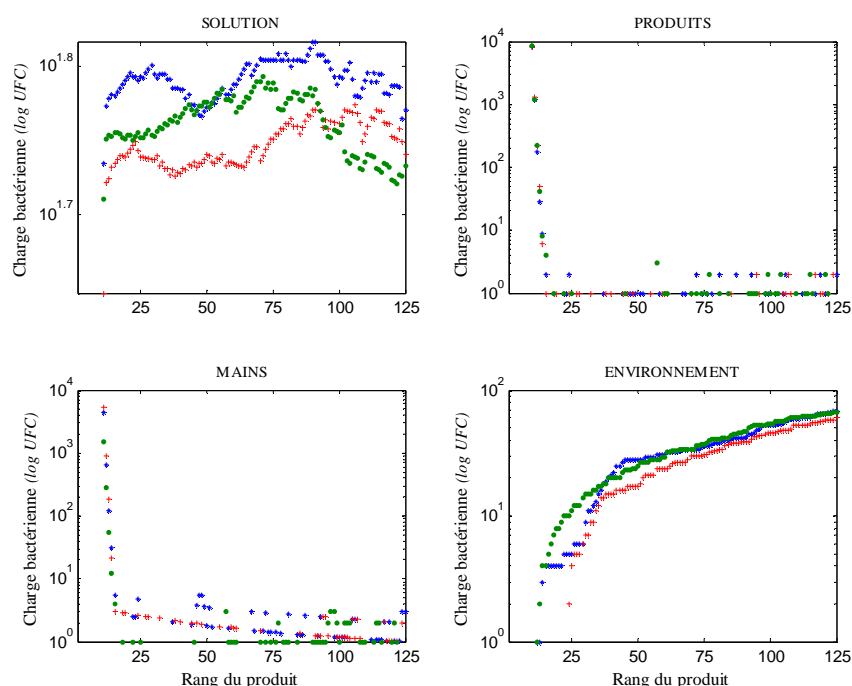 SOLUTION
Charge bactérienne (log UFC)
10^1.8
10^1.7
25 50 75 100 125
PRODUITS
Charge bactérienne (log UFC)
10^4
10^3
10^2
10^1
10^0
25 50 75 100 125
MAINS
Charge bactérienne (log UFC)
10^4
10^3
10^2
10^1
10^0
25 50 75 100 125
Rang du produit
ENVIRONNEMENT
Charge bactérienne (log UFC)
10^2
10^1
10^0
25 50 75 100 125
Rang du produit